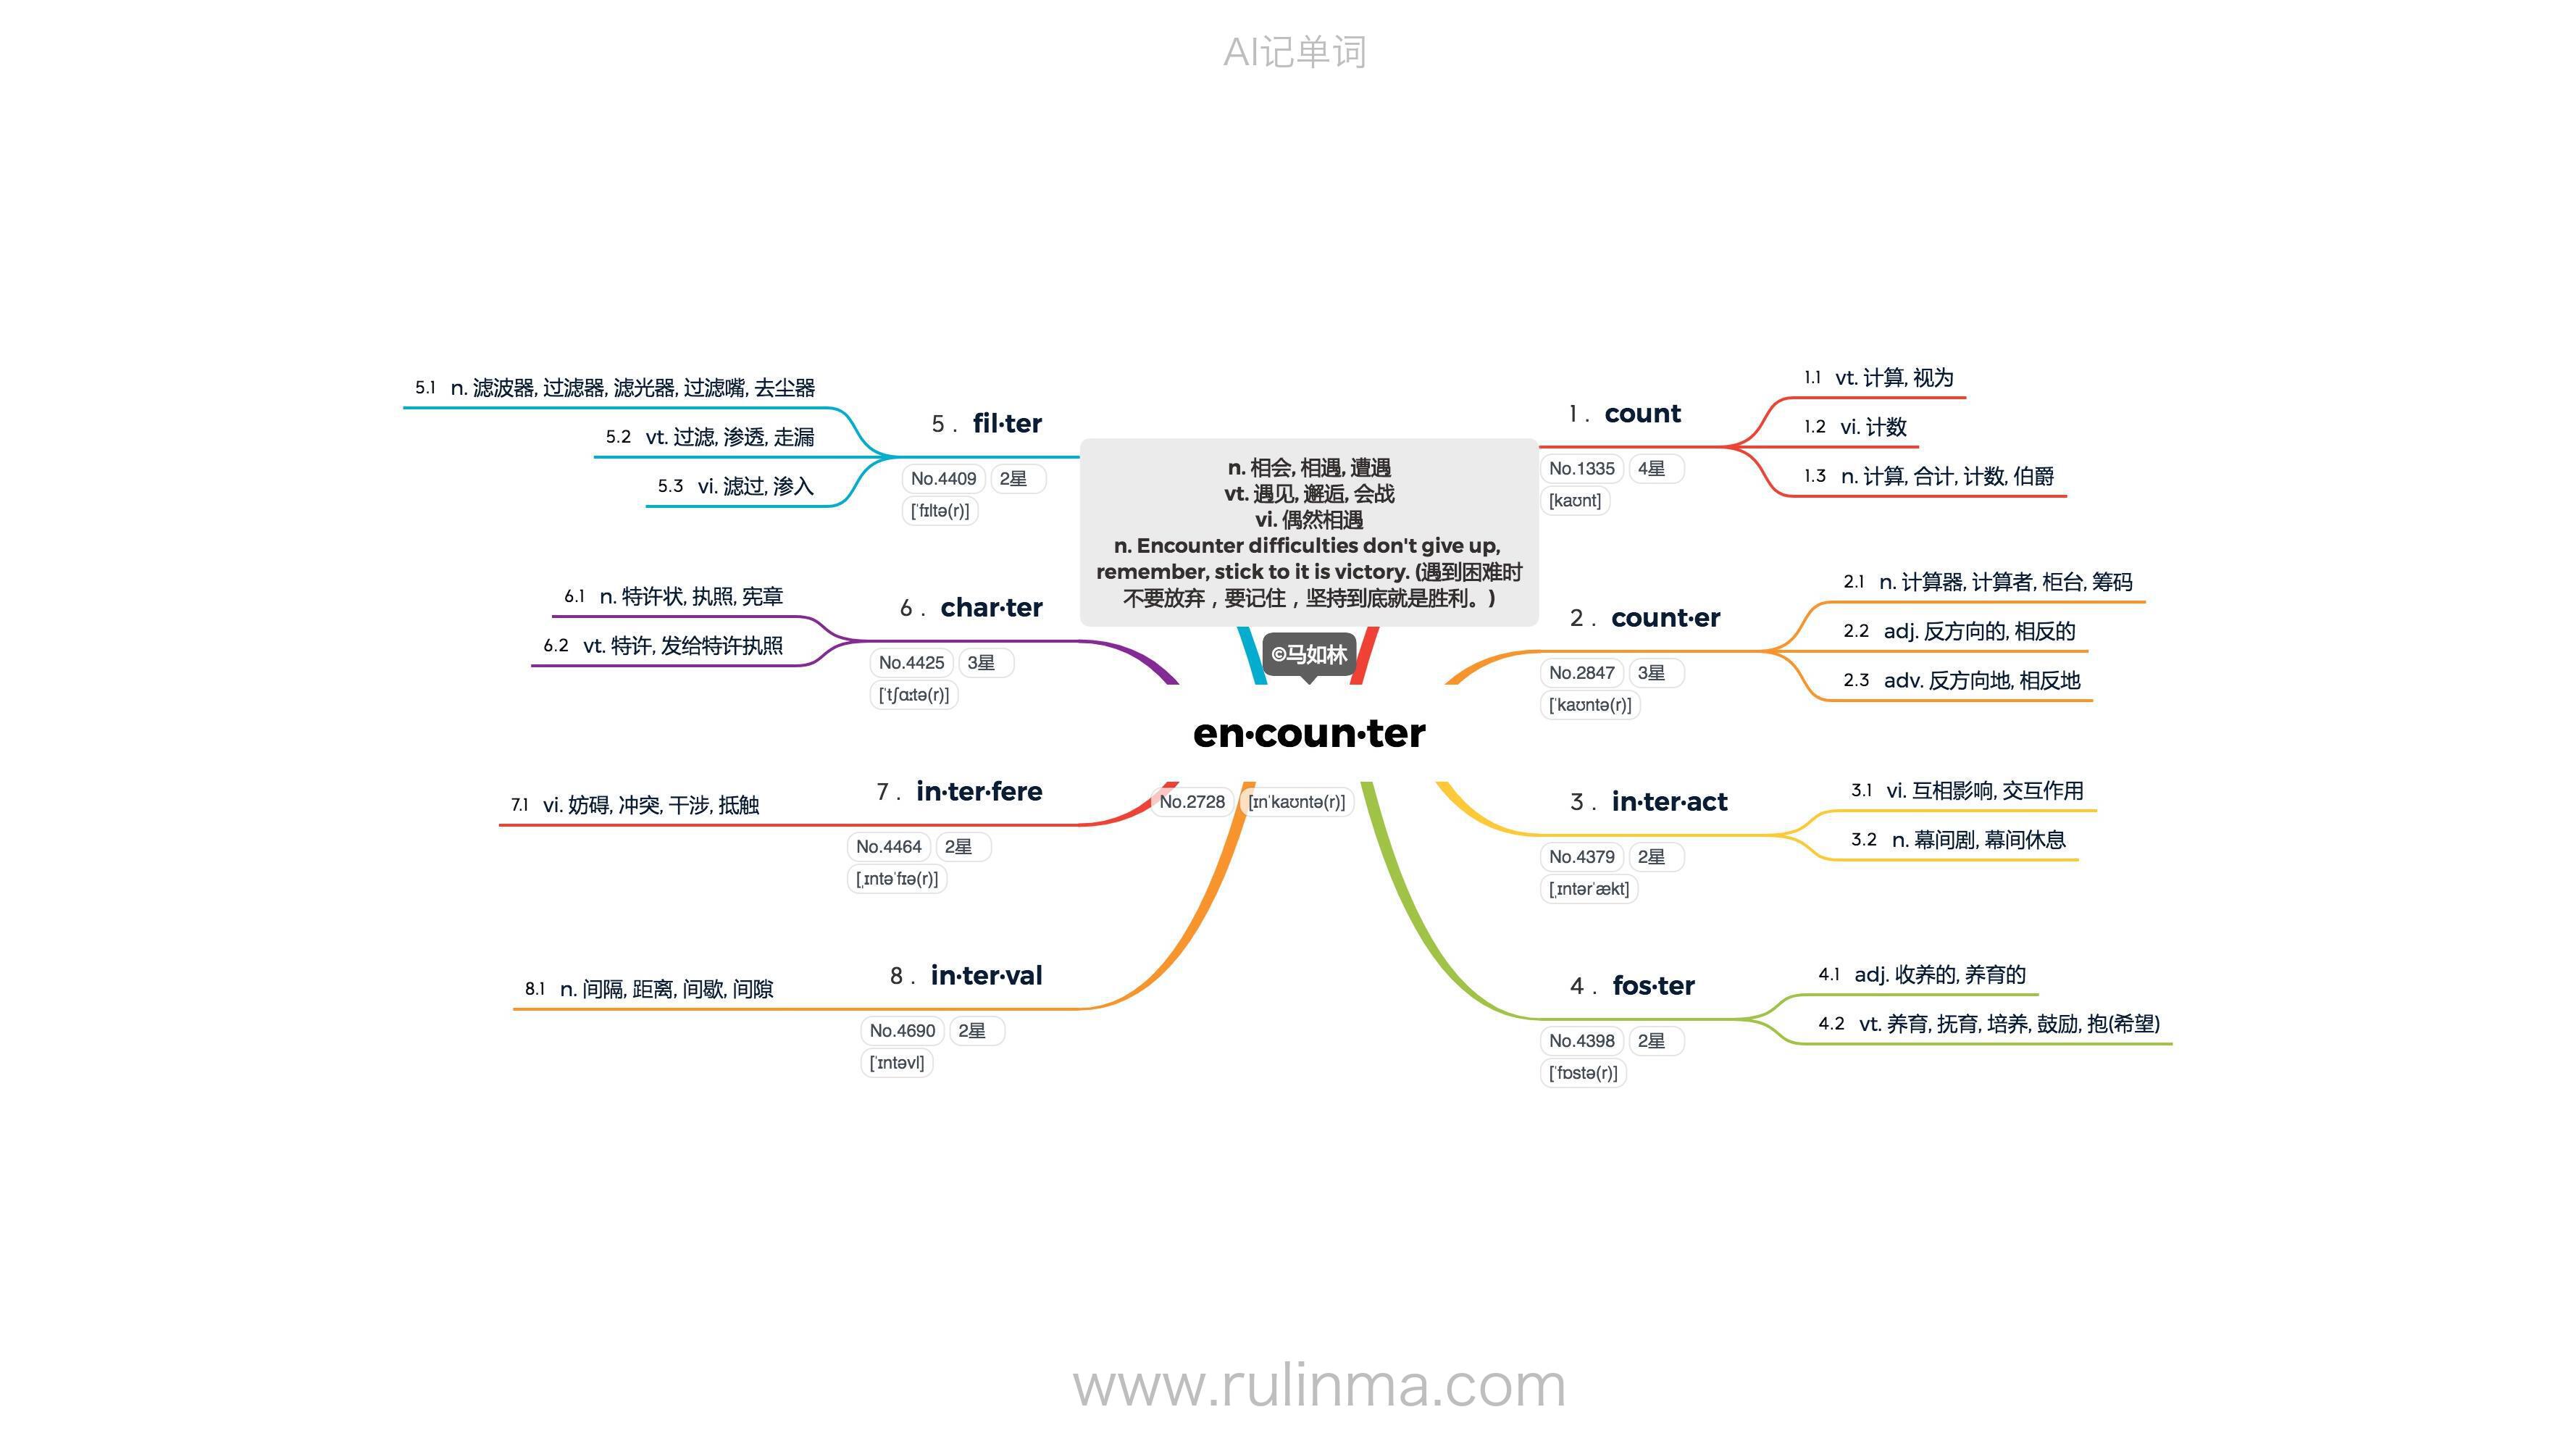 AI记单词
n. 相会, 相遇, 遭遇
vt. 遇见, 邂逅, 会战
vi. 偶然相遇
n. Encounter difficulties don't give up,
remember, stick to it is victory. (遇到困难时
不要放弃，要记住，坚持到底就是胜利。)
©马如林
en·coun·ter
No.2728 [ɪnˈkaʊntə(r)]
1 . count
No.1335 4星
[kaʊnt]
1.1 vt. 计算, 视为
1.2 vi. 计数
1.3 n. 计算, 合计, 计数, 伯爵
2 . count·er
No.2847 3星
[ˈkaʊntə(r)]
2.1 n. 计算器, 计算者, 柜台, 筹码
2.2 adj. 反方向的, 相反的
2.3 adv. 反方向地, 相反地
3 . in·ter·act
No.4379 2星
[ˌɪntərˈækt]
3.1 vi. 互相影响, 交互作用
3.2 n. 幕间剧, 幕间休息
4 . fos·ter
No.4398 2星
[ˈfɒstə(r)]
4.1 adj. 收养的, 养育的
4.2 vt. 养育, 抚育, 培养, 鼓励, 抱(希望)
5 . fil·ter
No.4409 2星
[ˈfɪltə(r)]
5.1 n. 滤波器, 过滤器, 滤光器, 过滤嘴, 去尘器
5.2 vt. 过滤, 渗透, 走漏
5.3 vi. 滤过, 渗入
6 . char·ter
No.4425 3星
[ˈtʃɑːtə(r)]
6.1 n. 特许状, 执照, 宪章
6.2 vt. 特许, 发给特许执照
7 . in·ter·fere
No.4464 2星
[ˌɪntəˈfɪə(r)]
7.1 vi. 妨碍, 冲突, 干涉, 抵触
8 . in·ter·val
No.4690 2星
[ˈɪntəvl]
8.1 n. 间隔, 距离, 间歇, 间隙
www.rulinma.com